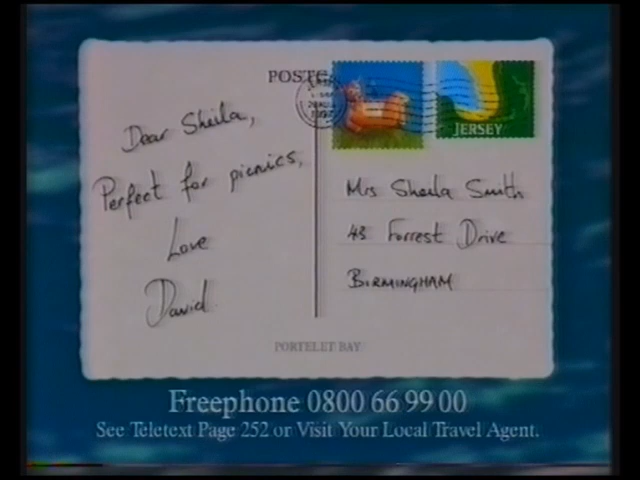 POSTC
JERSEY
Dear Sheila,
Perfect for picnics,
Love
David
Mrs Sheila Smith
43 Forrest Drive
BIRMINGHAM
PORTELET BAY
Freephone 0800 66 99 00
See Teletext Page 252 or Visit Your Local Travel Agent.